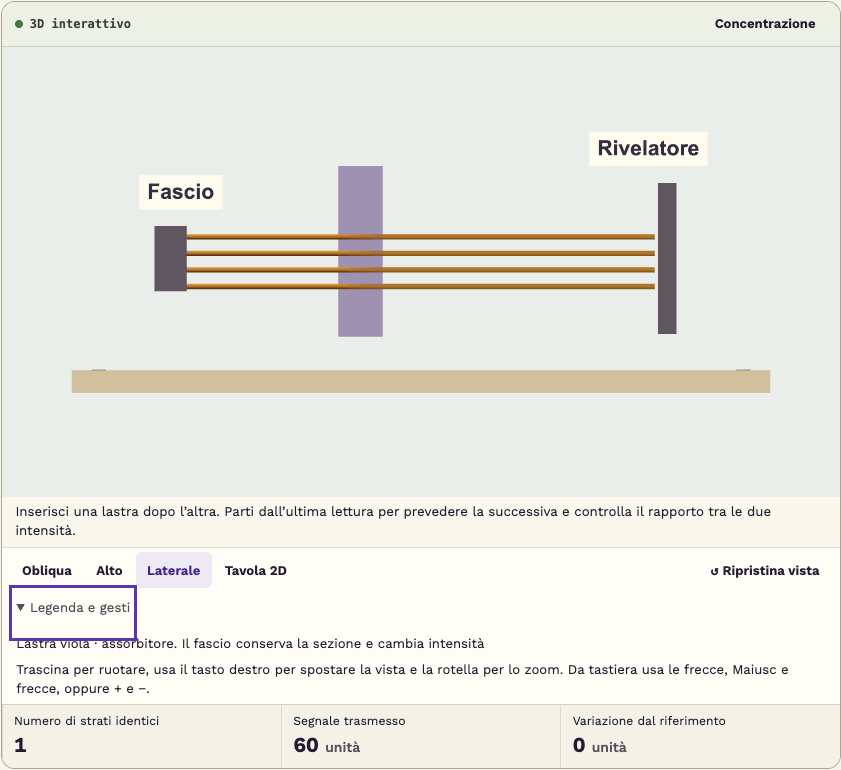 3D interattivo
Concentrazione
Rivelatore
Fascio
Inserisci una lastra dopo l’altra. Parti dall’ultima lettura per prevedere la successiva e controlla il rapporto tra le due
intensità.
Obliqua Alto Laterale Tavola 2D ↺ Ripristina vista
▼ Legenda e gesti
Lastra viola · assorbitore. Il fascio conserva la sezione e cambia intensità
Trascina per ruotare, usa il tasto destro per spostare la vista e la rotella per lo zoom. Da tastiera usa le frecce, Maiusc e
frecce, oppure + e −.
Numero di strati identici
1
Segnale trasmesso
60 unità
Variazione dal riferimento
0 unità